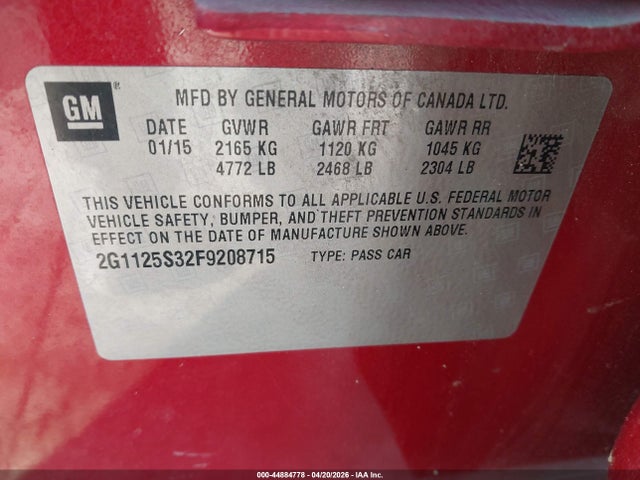 GM
MFD BY GENERAL MOTORS OF CANADA LTD.
DATE GVWR GAWR FRT GAWR RR
01/15 2165 KG 1120 KG 1045 KG
4772 LB 2468 LB 2304 LB
THIS VEHICLE CONFORMS TO ALL APPLICABLE U.S. FEDERAL MOTOR
VEHICLE SAFETY, BUMPER, AND THEFT PREVENTION STANDARDS IN
EFFECT ON THE DATE OF MANUFACTURE SHOWN ABOVE.
2G1125S32F9208715 TYPE: PASS CAR
000-44884778 - 04/20/2026 - IAA Inc.